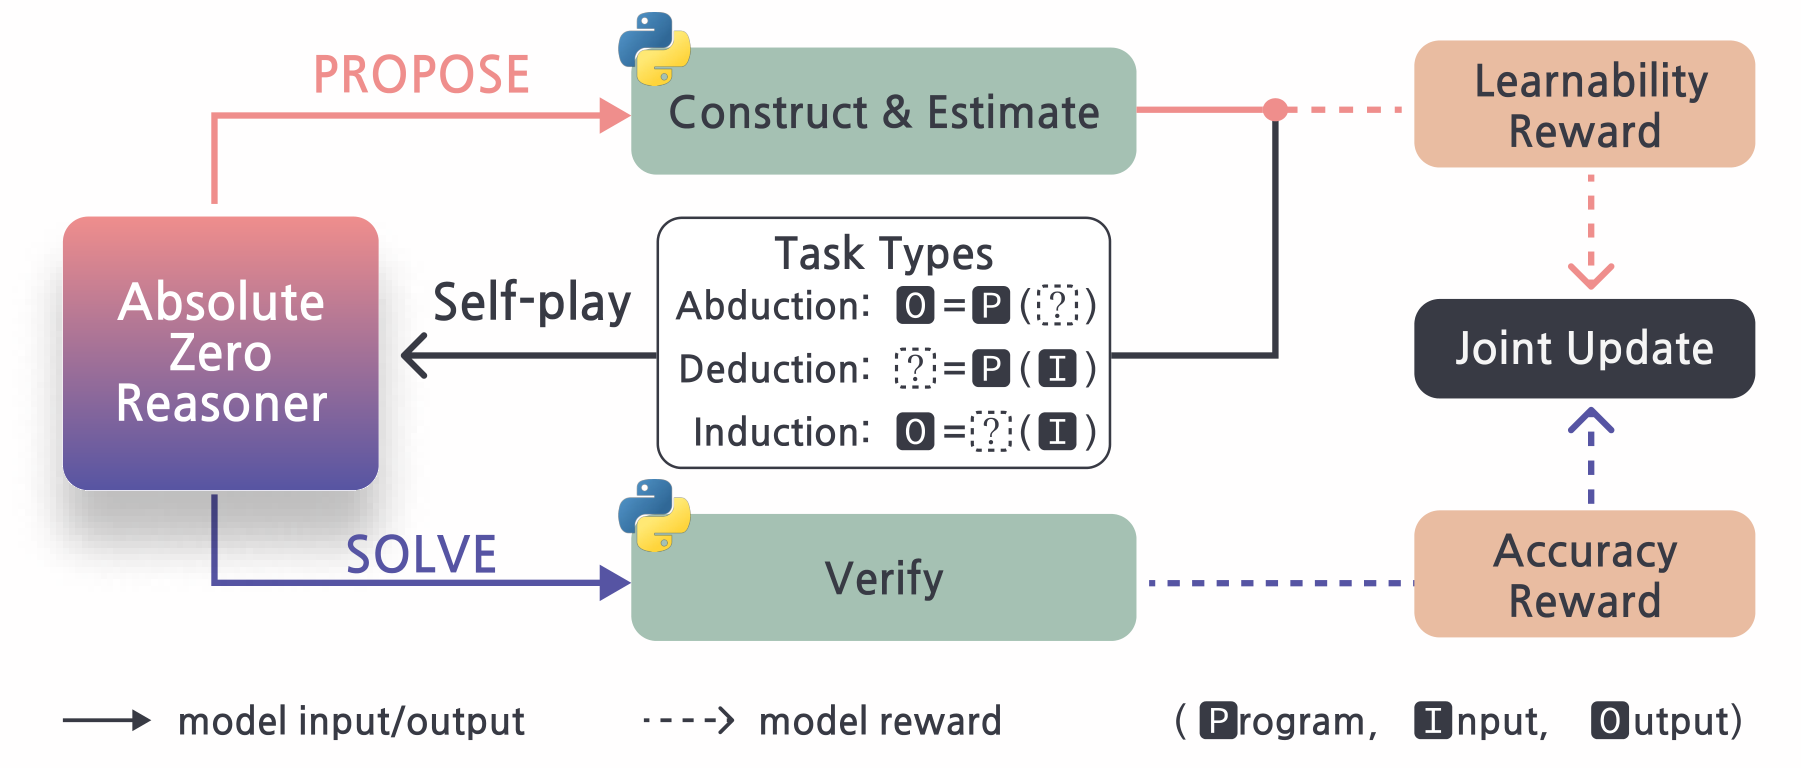 PROPOSE
Construct & Estimate
Learnability
Reward
Absolute
Zero
Reasoner
Self-play
Task Types
Abduction: O=P(?)
Deduction: ?=P(I)
Induction: O=?(I)
Joint Update
SOLVE
Verify
Accuracy
Reward
model input/output
model reward
(Program, Input, Output)